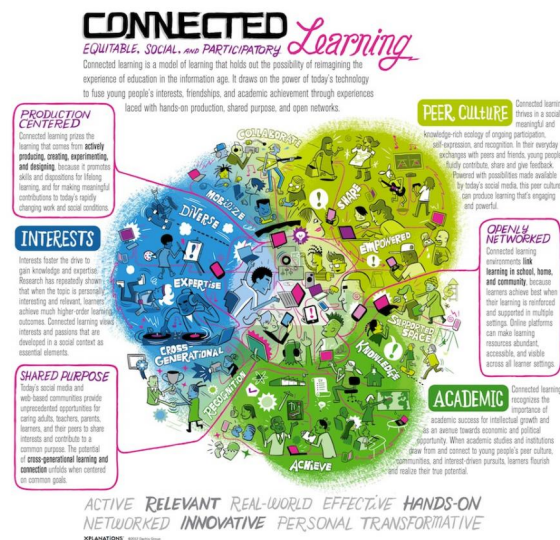 CONNECTED Learning
EQUITABLE, SOCIAL, AND PARTICIPATORY
Connected learning is a model of learning that holds out the possibility of reimagining the
experience of education in the information age. It draws on the power of today's technology
to fuse young people's interests, friendships, and academic achievement through experiences
laced with hands-on production, shared purpose, and open networks.
PRODUCTION
CENTERED
Connected learning prizes the
learning that comes from actively
producing, creating, experimenting,
and designing, because it promotes
skills and dispositions for lifelong
learning, and for making meaningful
contributions to today's rapidly
changing work and social conditions.
INTERESTS
Interests foster the drive to
gain knowledge and expertise.
Research has repeatedly shown
that when the topic is personally
interesting and relevant, learners
achieve much higher-order learning
outcomes. Connected learning views
interests and passions that are
developed in a social context as
essential elements.
SHARED PURPOSE
Today's social media and
web-based communities provide
unprecedented opportunities for
caring adults, teachers, parents,
learners, and their peers to share
interests and contribute to a
common purpose. The potential
of cross-generational learning and
connection unfolds when centered
on common goals.
PEER CULTURE
Connected learning
thrives in a social
meaningful and
knowledge-rich ecology of ongoing participation,
self-expression, and recognition. In their everyday
exchanges with peers and friends, young people
fluidly contribute, share and give feedback.
Powered with possibilities made available
by today's social media, this peer culture
can produce learning that's engaging
and powerful.
OPENLY
NETWORKED
Connected learning
environments link
learning in school, home,
and community, because
learners achieve best when
their learning is reinforced
and supported in multiple
settings. Online platforms
can make learning
resources abundant,
accessible, and visible
across all learner settings.
ACADEMIC
Connected learning
recognizes the
importance of
academic success for intellectual growth and
as an avenue towards economic and political
opportunity. When academic studies and institutions
draw from and connect to young people's peer culture,
communities, and interest-driven pursuits, learners flourish
and realize their true potential.
MOBILIZE
DIVERSE
EXPERTISE
CROSS
GENERATIONAL
SHARE
EMPOWERED
SUPPORTED
SPACE
KNOWLEDGE
RECOGNITION
ACHIEVE
ACTIVE RELEVANT REAL-WORLD EFFECTIVE HANDS-ON
NETWORKED INNOVATIVE PERSONAL TRANSFORMATIVE
XPLANATIONS